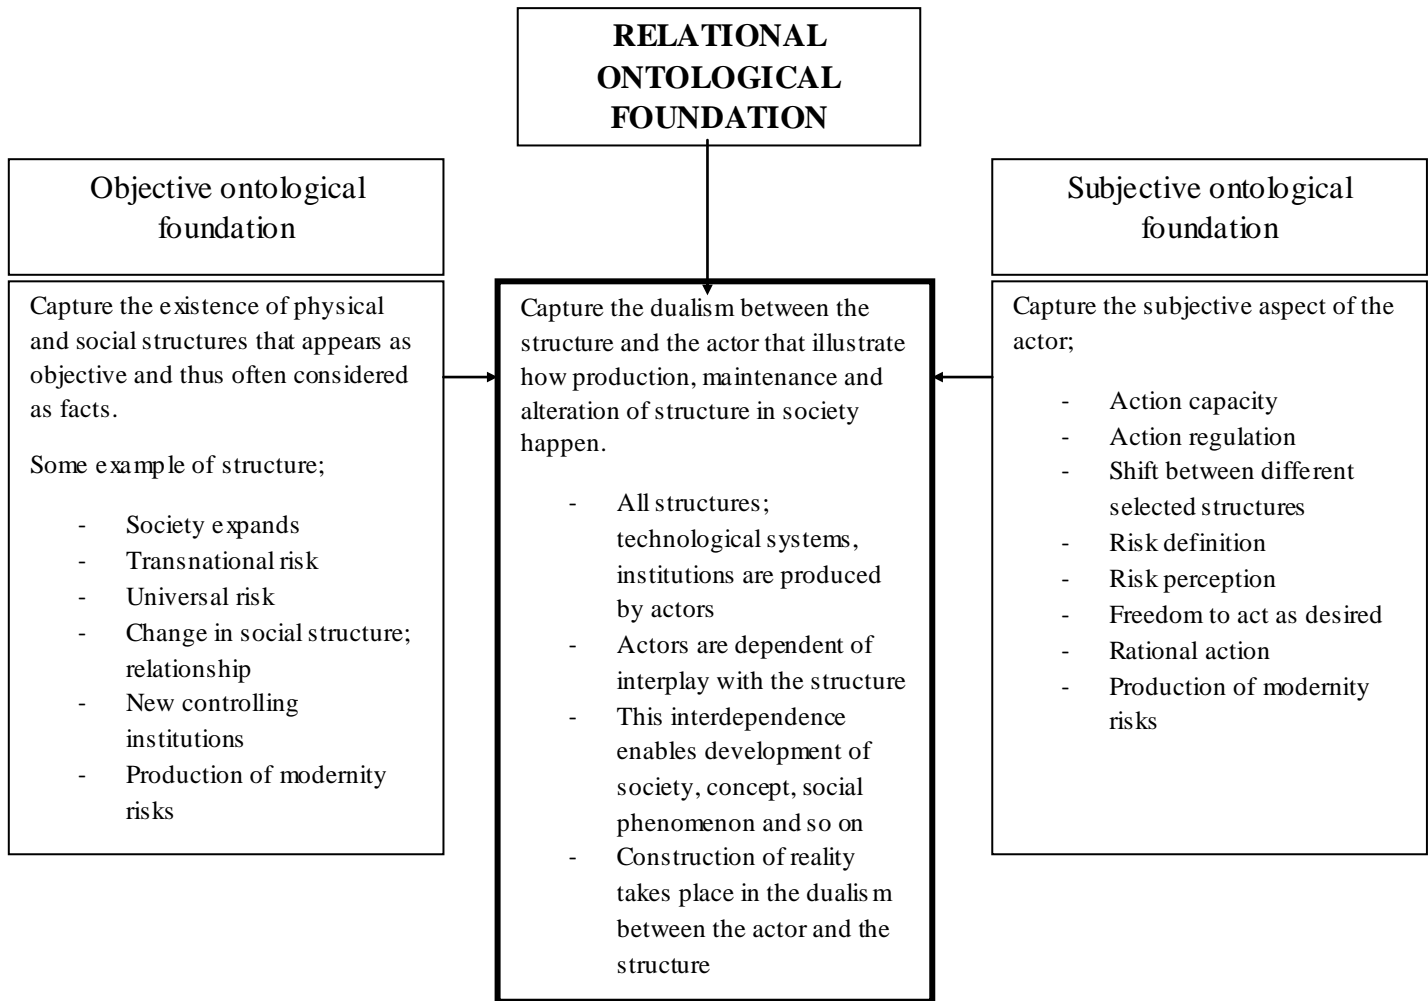 RELATIONAL
ONTOLOGICAL
FOUNDATION
Objective ontological
foundation
Capture the existence of physical
and social structures that appears as
objective and thus often considered
as facts.
Some example of structure;
- Society expands
- Transnational risk
- Universal risk
- Change in social structure;
relationship
- New controlling
institutions
- Production of modernity
risks
Capture the dualism between the
structure and the actor that illustrate
how production, maintenance and
alteration of structure in society
happen.
- All structures;
technological systems,
institutions are produced
by actors
- Actors are dependent of
interplay with the structure
- This interdependence
enables development of
society, concept, social
phenomenon and so on
- Construction of reality
takes place in the dualism
between the actor and the
structure
Subjective ontological
foundation
Capture the subjective aspect of the
actor;
- Action capacity
- Action regulation
- Shift between different
selected structures
- Risk definition
- Risk perception
- Freedom to act as desired
- Rational action
- Production of modernity
risks